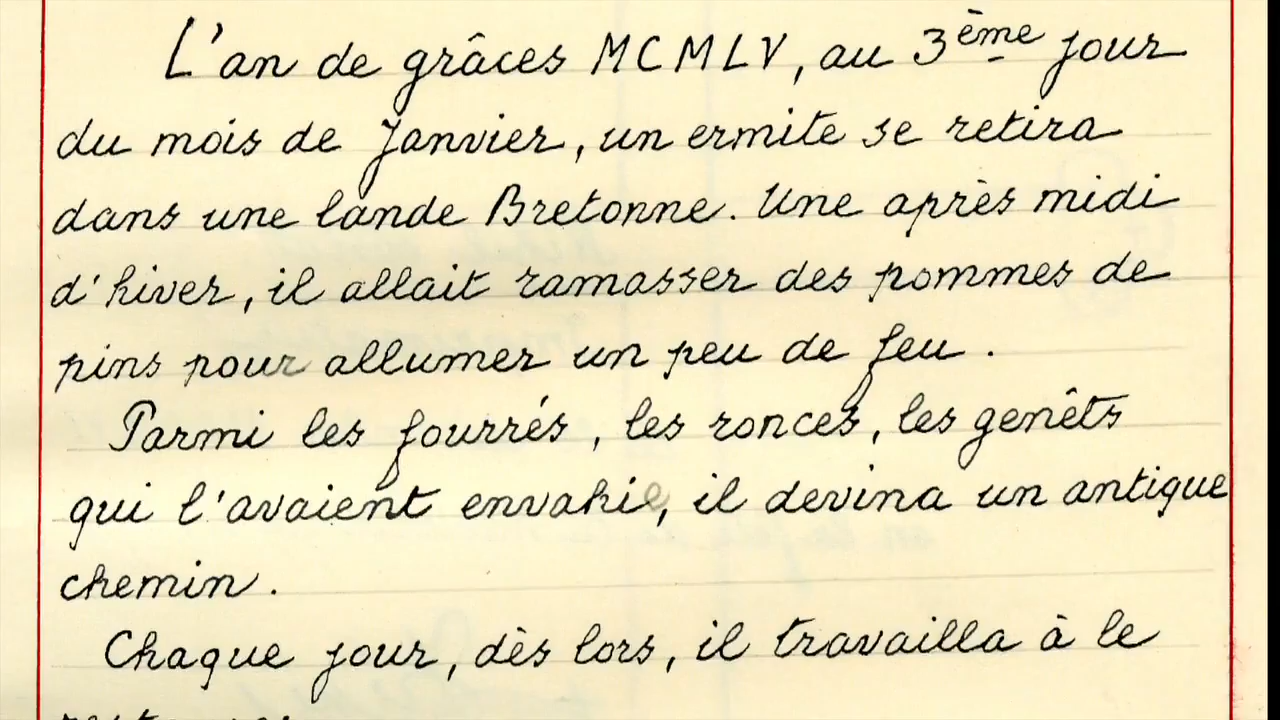 L'an de grâces MCMLV, au 3ème jour
du mois de Janvier, un ermite se retira
dans une lande Bretonne. Une après midi
d'hiver, il allait ramasser des pommes de
pins pour allumer un peu de feu.
Parmi les fourrés, les ronces, les genêts
qui l'avaient envahie, il devina un antique
chemin.
Chaque jour, dès lors, il travailla à le